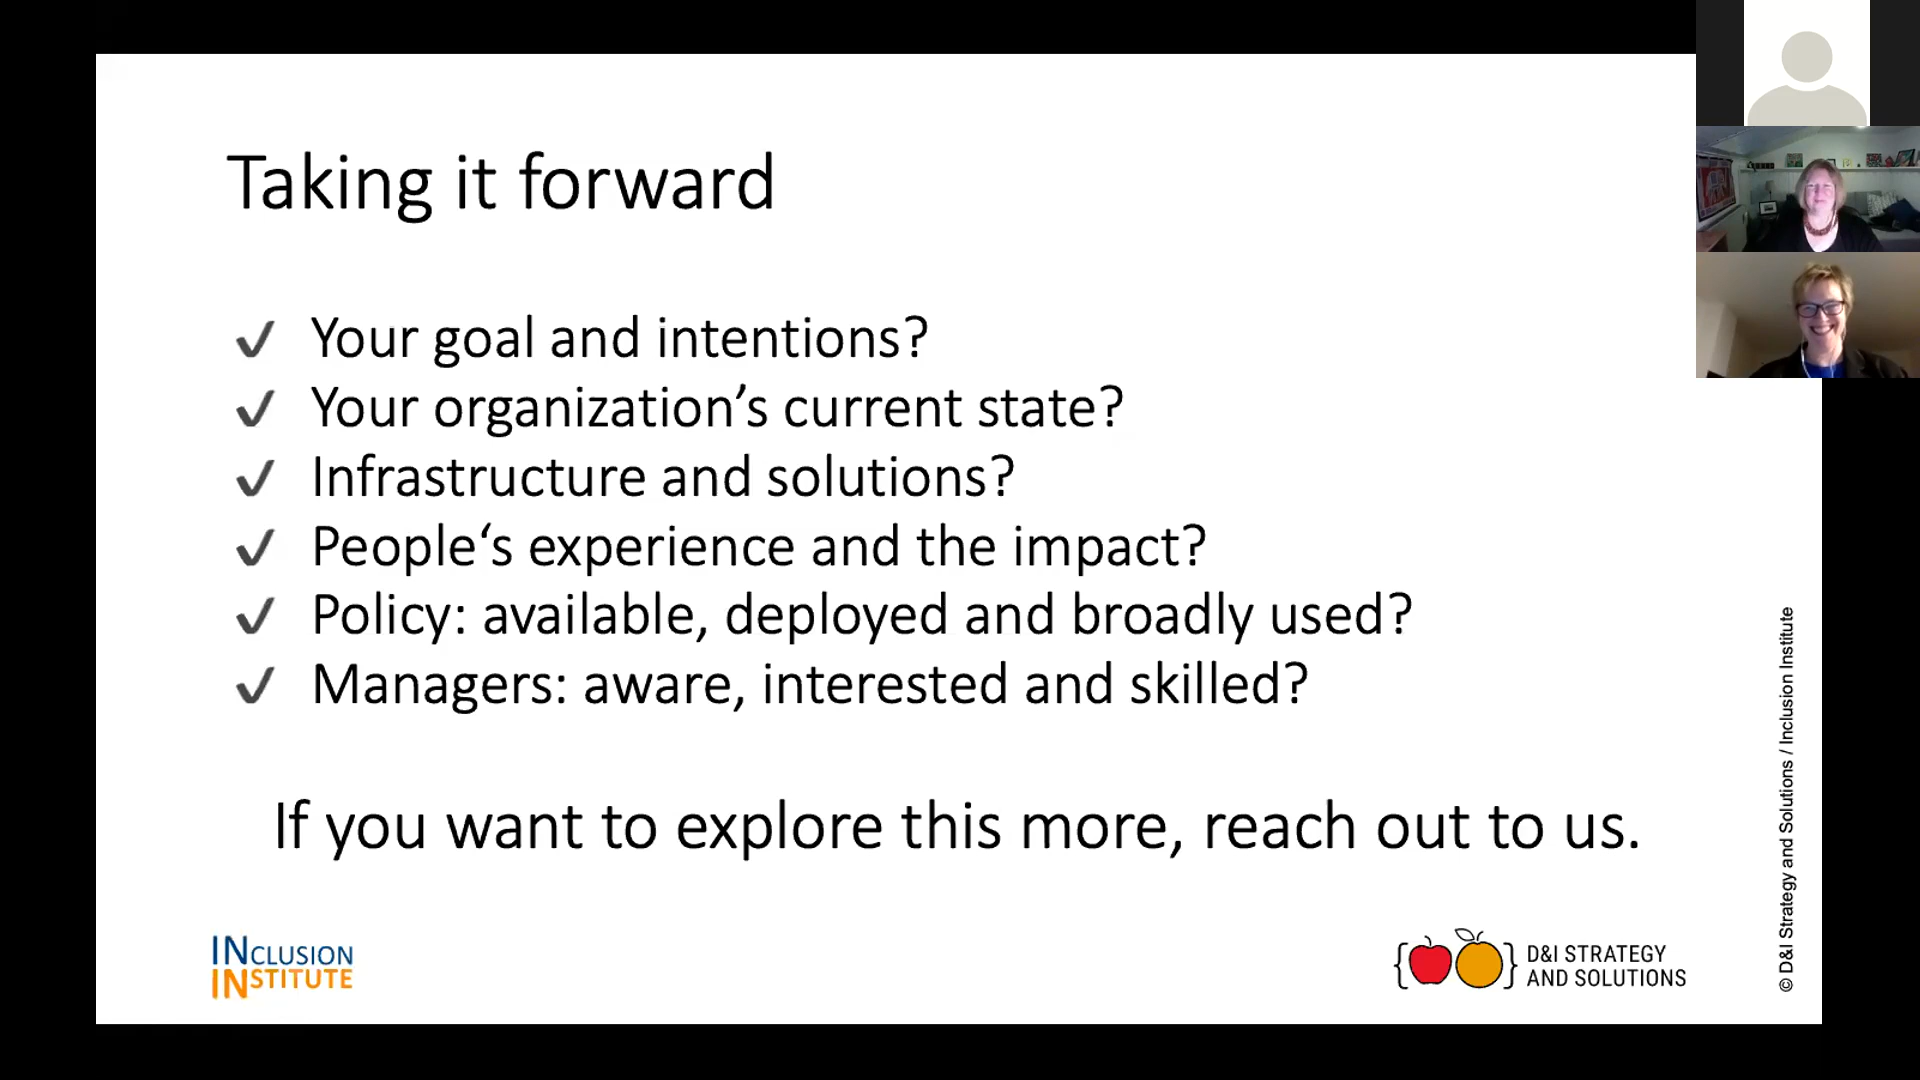 Taking it forward
✓ Your goal and intentions?
✓ Your organization’s current state?
✓ Infrastructure and solutions?
✓ People‘s experience and the impact?
✓ Policy: available, deployed and broadly used?
✓ Managers: aware, interested and skilled?
If you want to explore this more, reach out to us.
INCLUSION
INSTITUTE
D&I STRATEGY
AND SOLUTIONS
© D&I Strategy and Solutions / Inclusion Institute